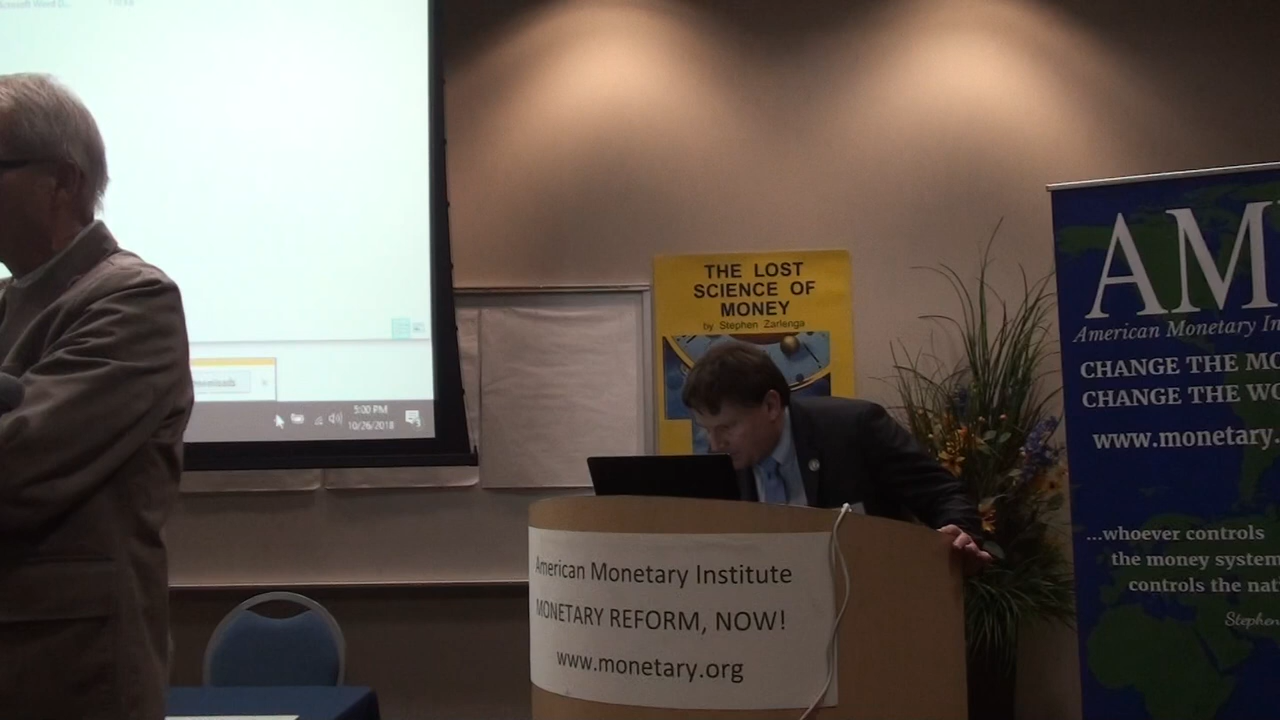 5:00 PM
10/26/2018
THE LOST
SCIENCE OF
MONEY
by Stephen Zarlenga
American Monetary Institute
MONETARY REFORM, NOW!
www.monetary.org
AM
American Monetary In
CHANGE THE MO
CHANGE THE WO
www.monetary.
...whoever controls
the money system
controls the nat
Stephen